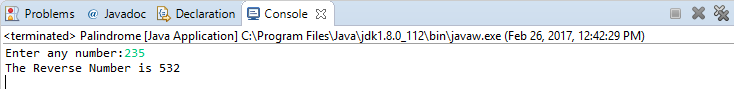 Problems @ Javadoc Declaration Console
<terminated> Palindrome [Java Application] C:\Program Files\Java\jdk1.8.0_112\bin\javaw.exe (Feb 26, 2017, 12:42:29 PM)
Enter any number:235
The Reverse Number is 532